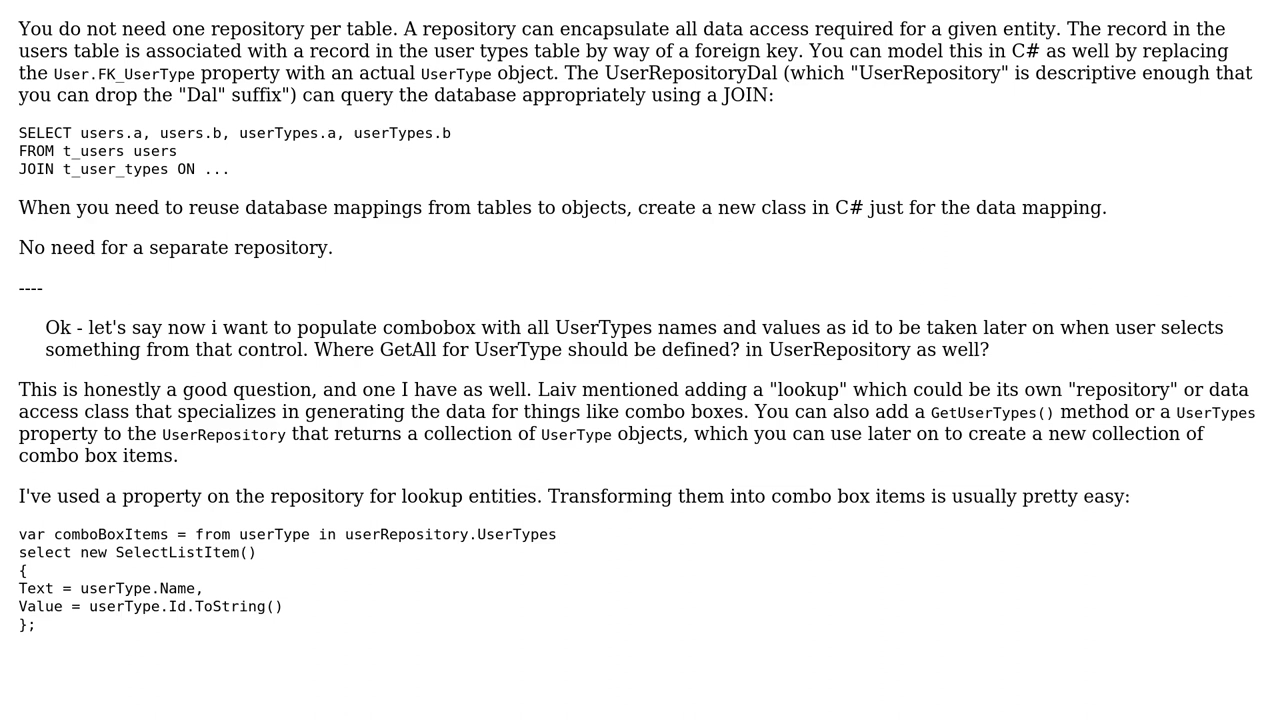 You do not need one repository per table. A repository can encapsulate all data access required for a given entity. The record in the
users table is associated with a record in the user types table by way of a foreign key. You can model this in C# as well by replacing
the User.FK_UserType property with an actual UserType object. The UserRepositoryDal (which "UserRepository" is descriptive enough that
you can drop the "Dal" suffix") can query the database appropriately using a JOIN:
SELECT users.a, users.b, userTypes.a, userTypes.b
FROM t_users users
JOIN t_user_types ON ...
When you need to reuse database mappings from tables to objects, create a new class in C# just for the data mapping.
No need for a separate repository.
----
Ok - let's say now i want to populate combobox with all UserTypes names and values as id to be taken later on when user selects
something from that control. Where GetAll for UserType should be defined? in UserRepository as well?
This is honestly a good question, and one I have as well. Laiv mentioned adding a "lookup" which could be its own "repository" or data
access class that specializes in generating the data for things like combo boxes. You can also add a GetUserTypes() method or a UserTypes
property to the UserRepository that returns a collection of UserType objects, which you can use later on to create a new collection of
combo box items.
I've used a property on the repository for lookup entities. Transforming them into combo box items is usually pretty easy:
var comboBoxItems = from userType in userRepository.UserTypes
select new SelectListItem()
{
Text = userType.Name,
Value = userType.Id.ToString()
};